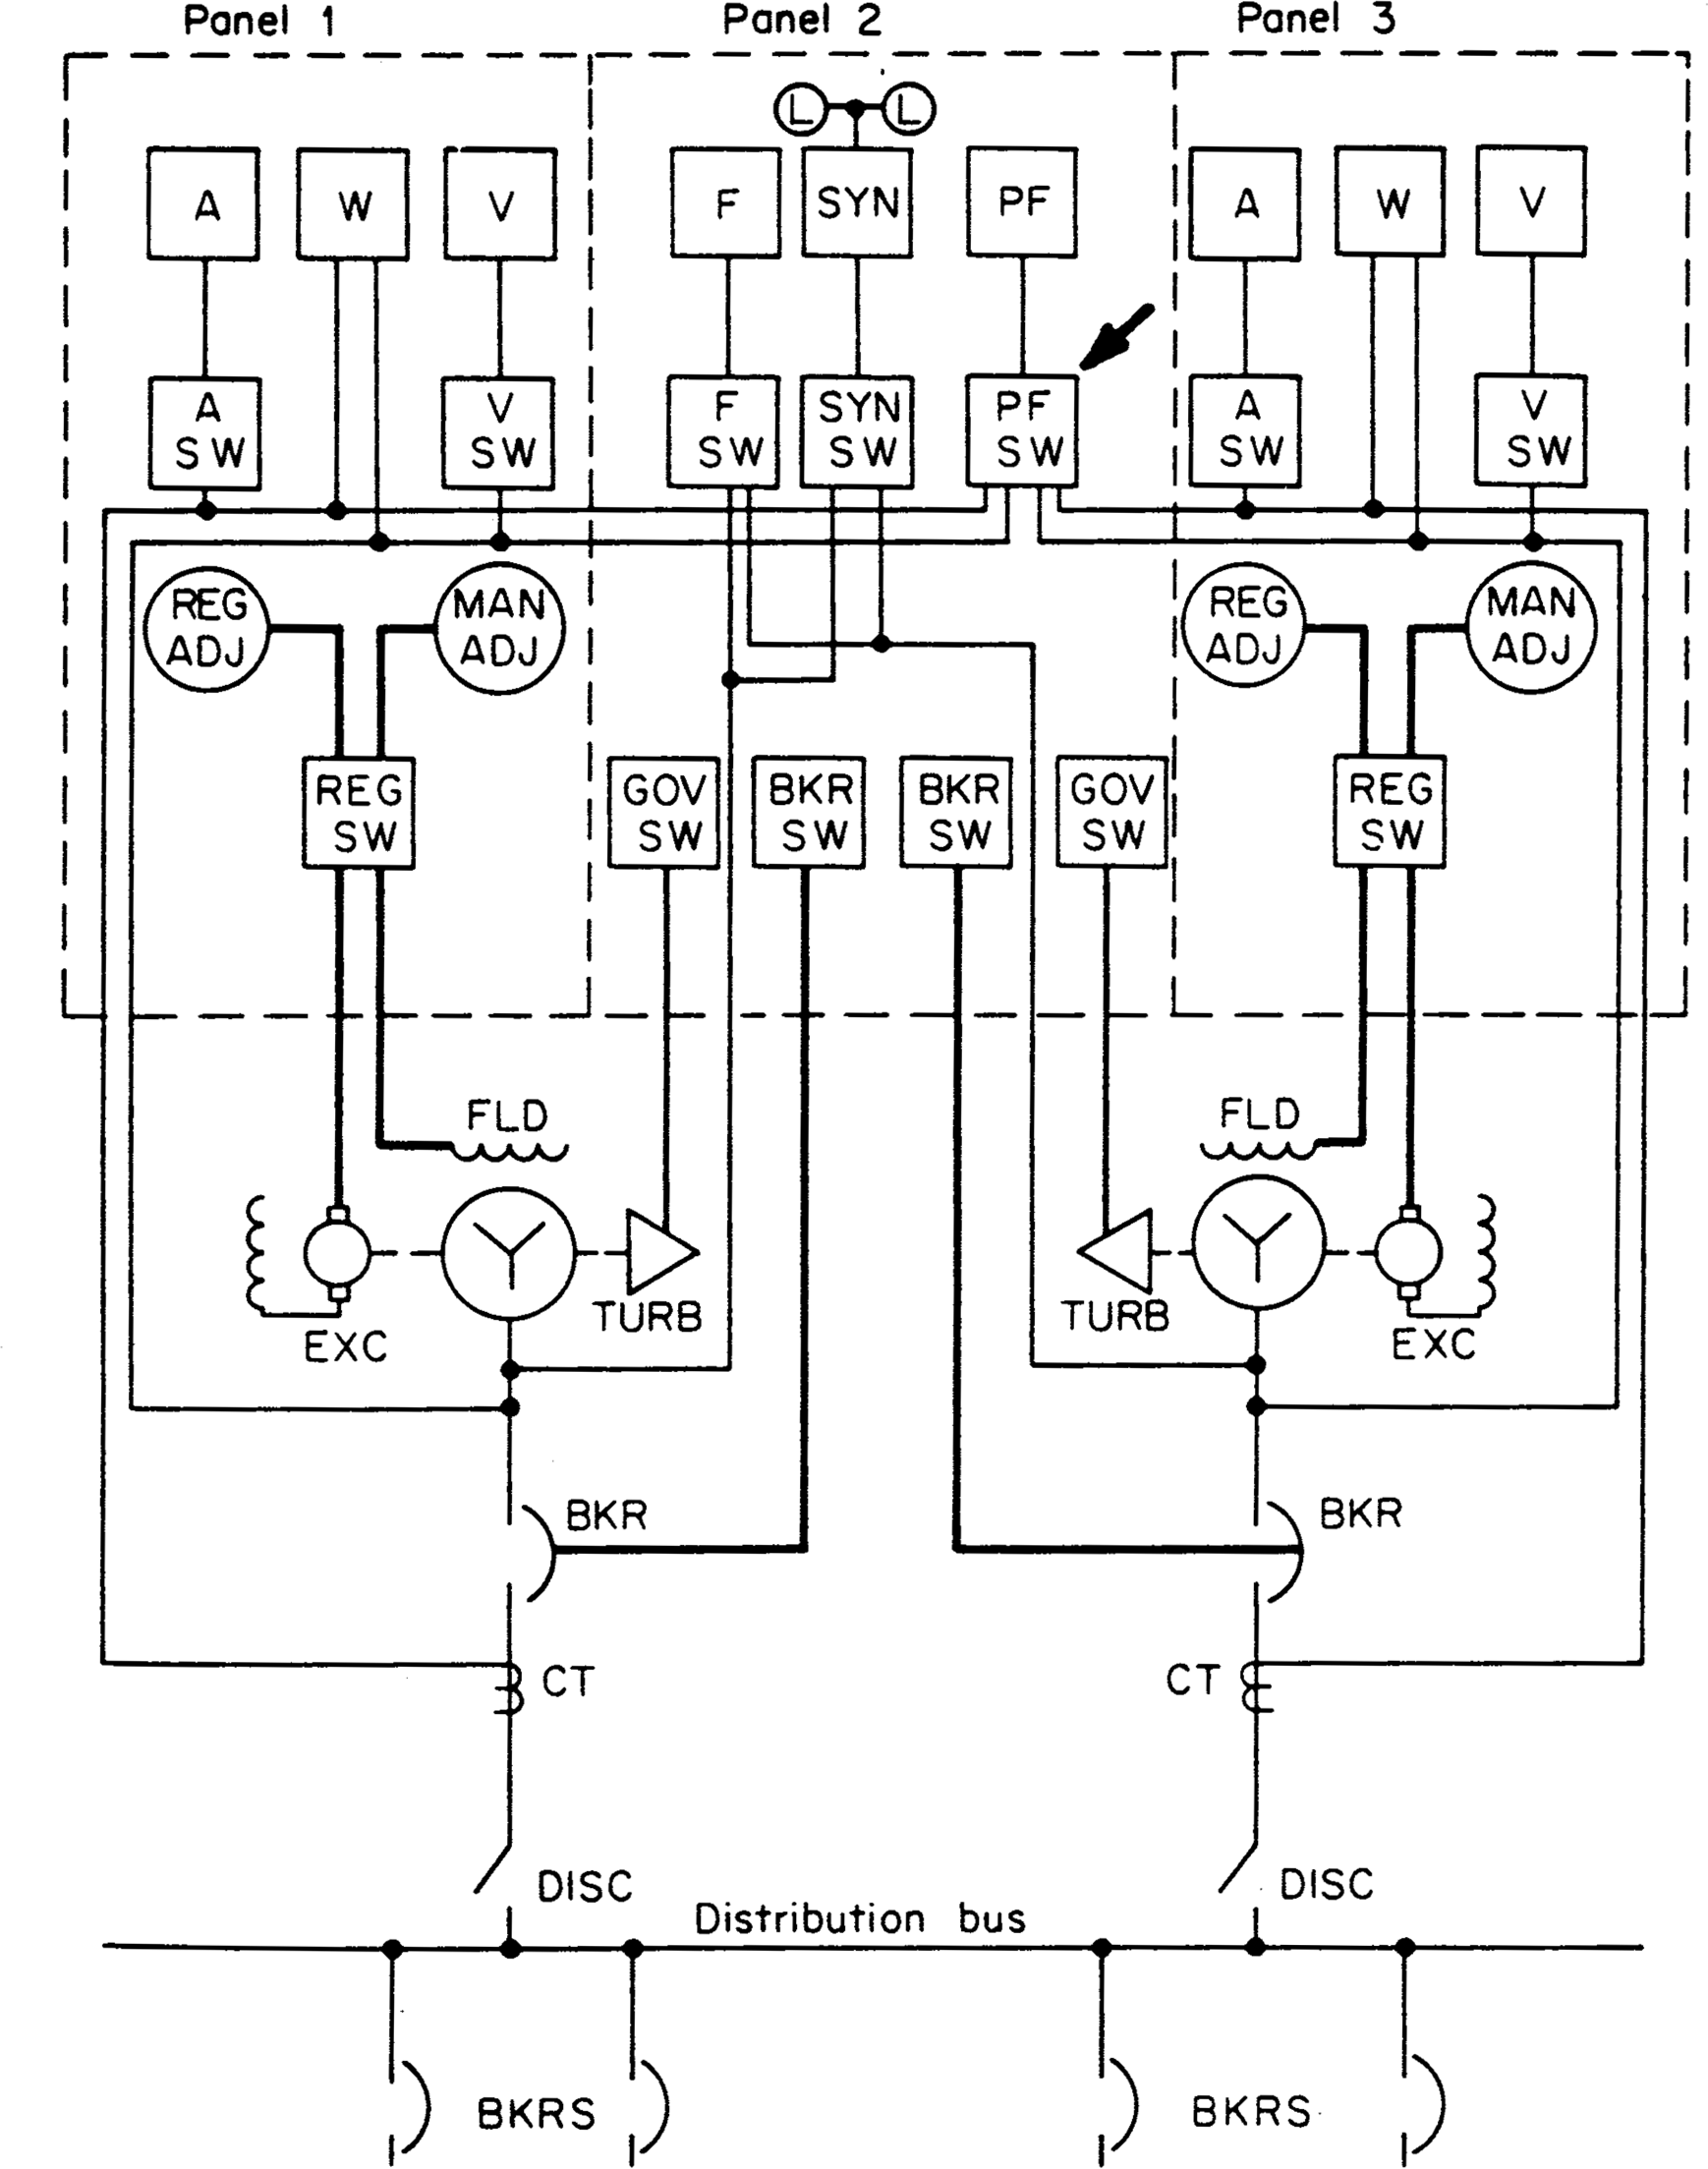 Panel 1 Panel 2 Panel 3
L L
A W V F SYN PF A W V
A SW V SW F SW SYN SW PF SW A SW V SW
REG ADJ MAN ADJ REG ADJ MAN ADJ
REG SW GOV SW BKR SW BKR SW GOV SW REG SW
FLD FLD
TURB TURB
EXC EXC
BKR BKR
CT CT
DISC DISC
Distribution bus
BKRS BKRS